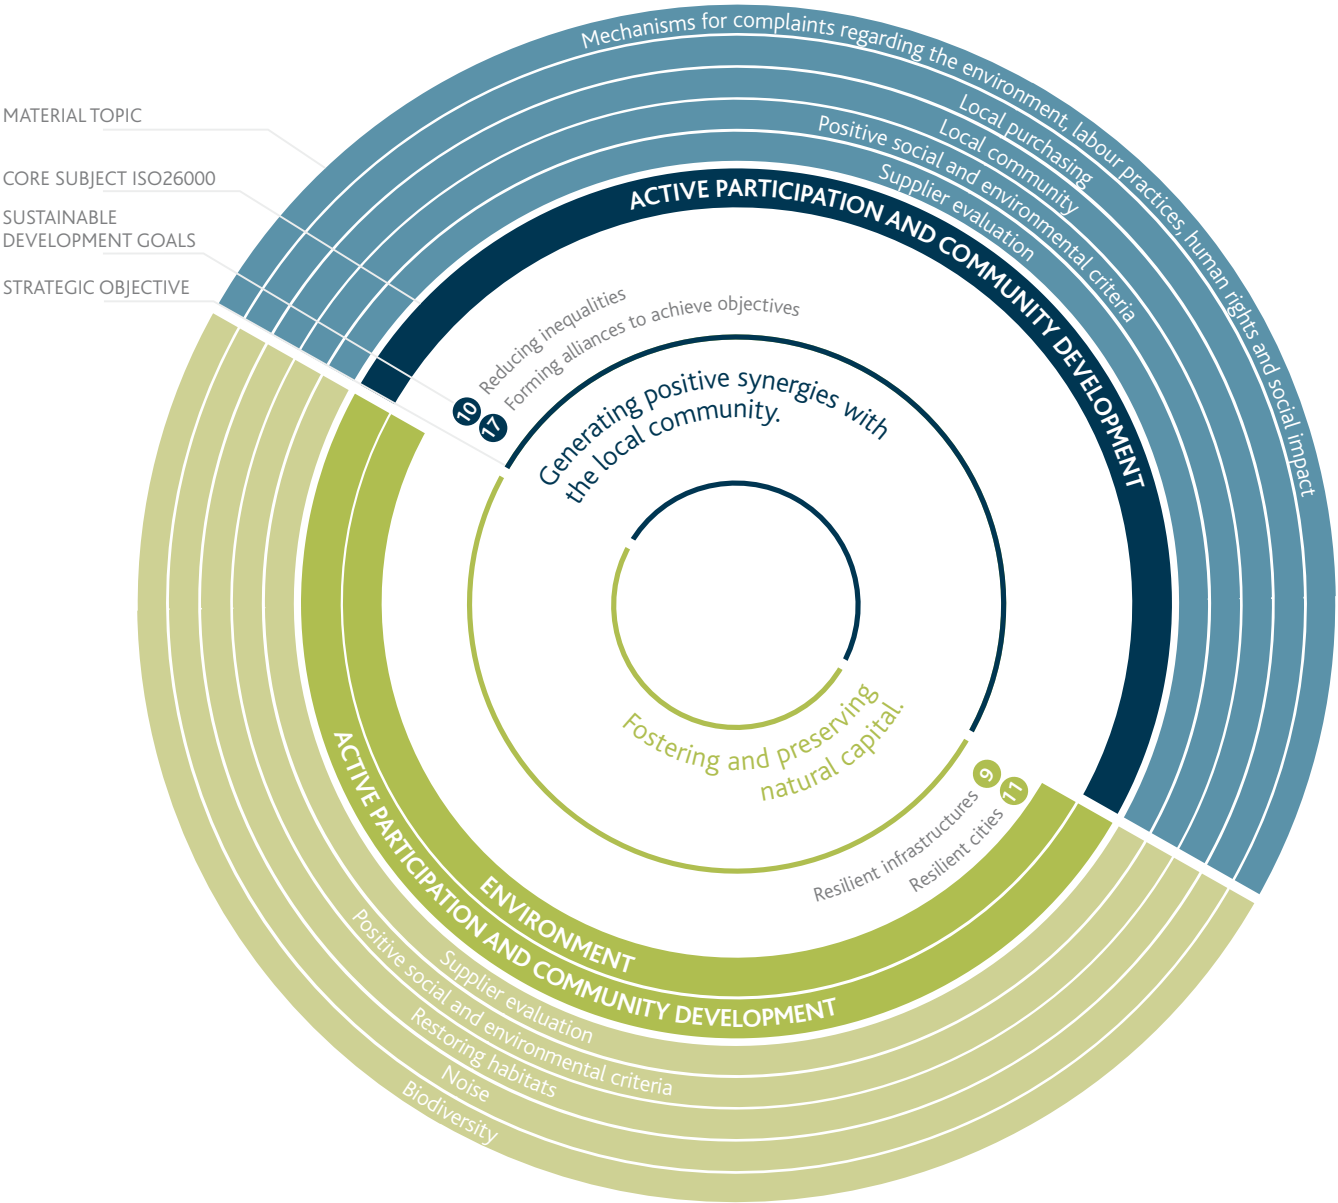 MATERIAL TOPIC
CORE SUBJECT ISO26000
SUSTAINABLE
DEVELOPMENT GOALS
STRATEGIC OBJECTIVE
Mechanisms for complaints regarding the environment, labour practices, human rights and social impact
Local purchasing
Local community
Positive social and environmental criteria
Supplier evaluation
ACTIVE PARTICIPATION AND COMMUNITY DEVELOPMENT
10 Reducing inequalities
17 Forming alliances to achieve objectives
Generating positive synergies with
the local community.
Fostering and preserving
natural capital.
9 Resilient infrastructures
11 Resilient cities
ENVIRONMENT
ACTIVE PARTICIPATION AND COMMUNITY DEVELOPMENT
Supplier evaluation
Positive social and environmental criteria
Restoring habitats
Noise
Biodiversity